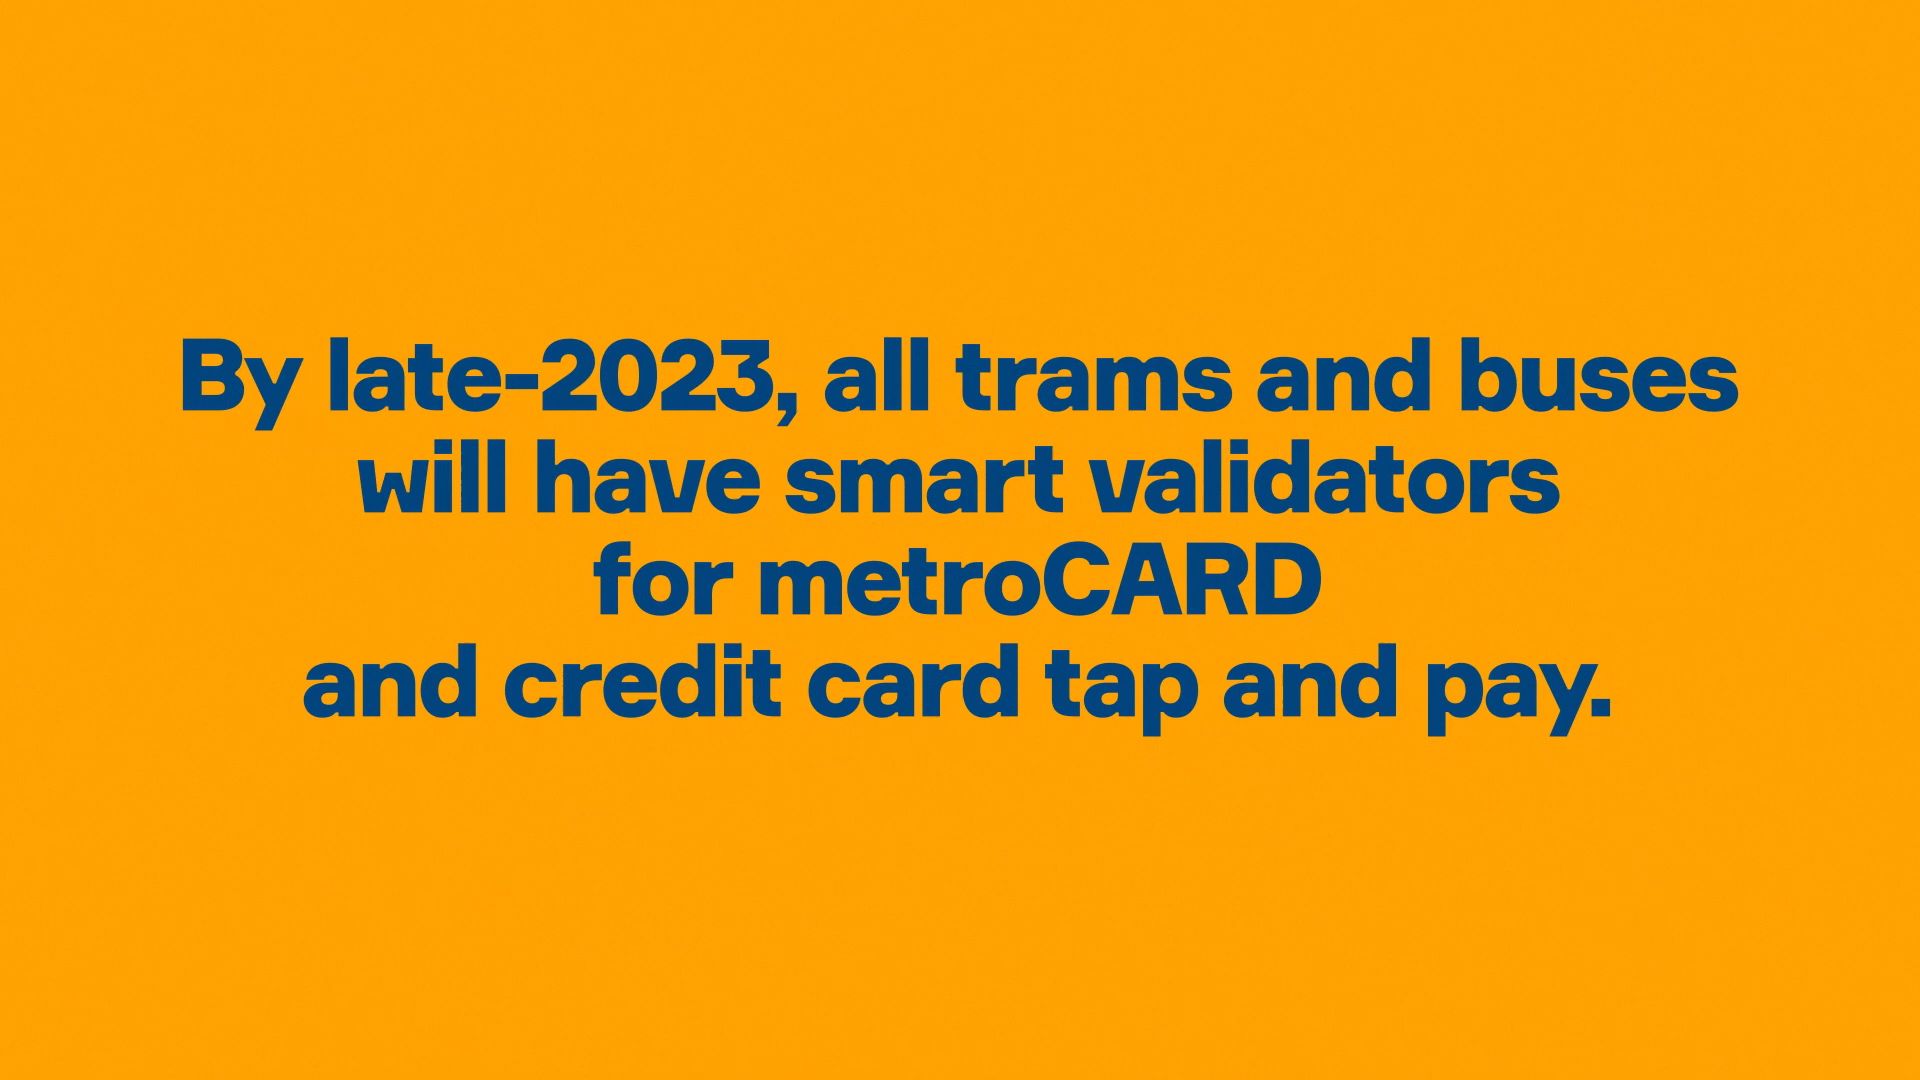 By late-2023, all trams and buses
will have smart validators
for metroCARD
and credit card tap and pay.